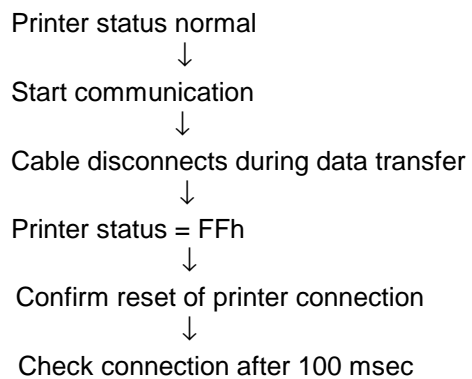 Printer status normal
↓
Start communication
↓
Cable disconnects during data transfer
↓
Printer status = FFh
↓
Confirm reset of printer connection
↓
Check connection after 100 msec